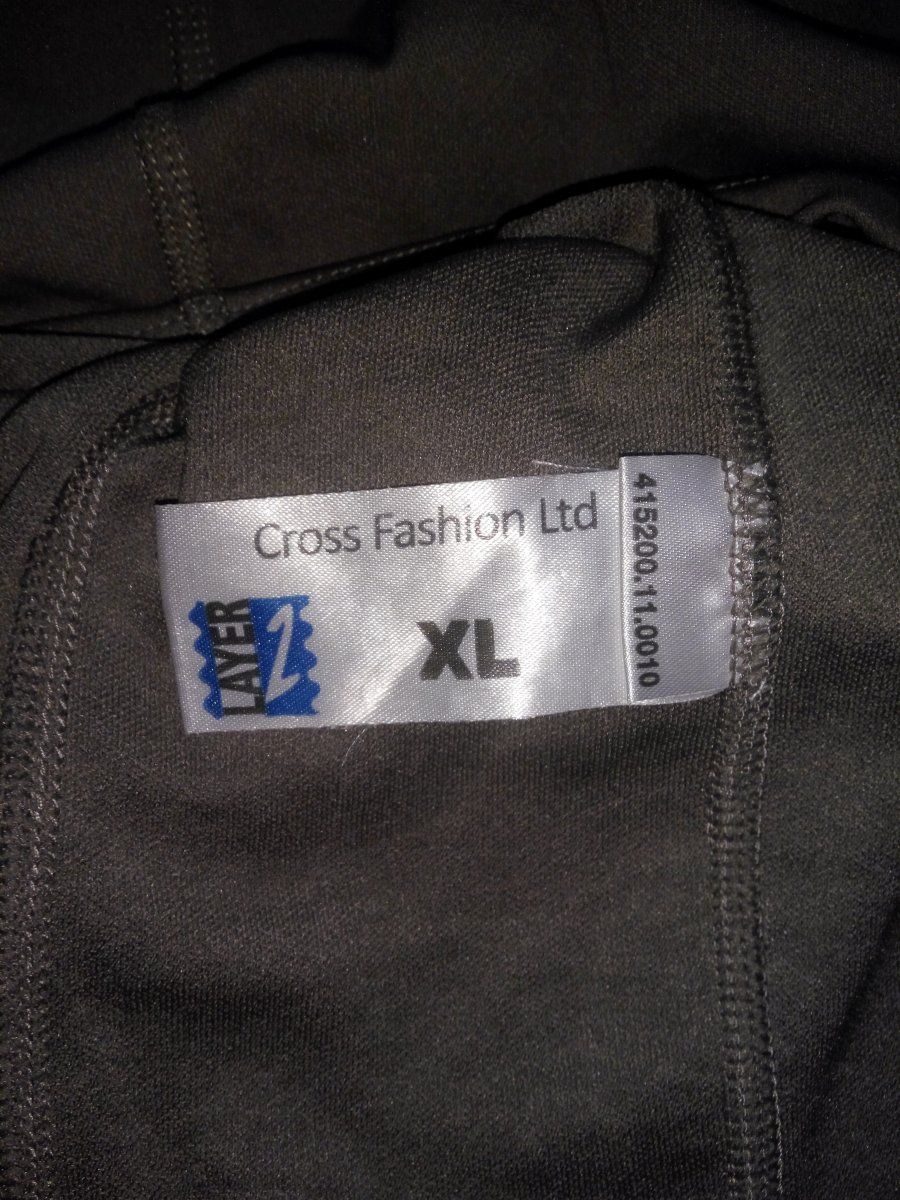 Cross Fashion Ltd
LAYER
2
XL
415200.11.0010